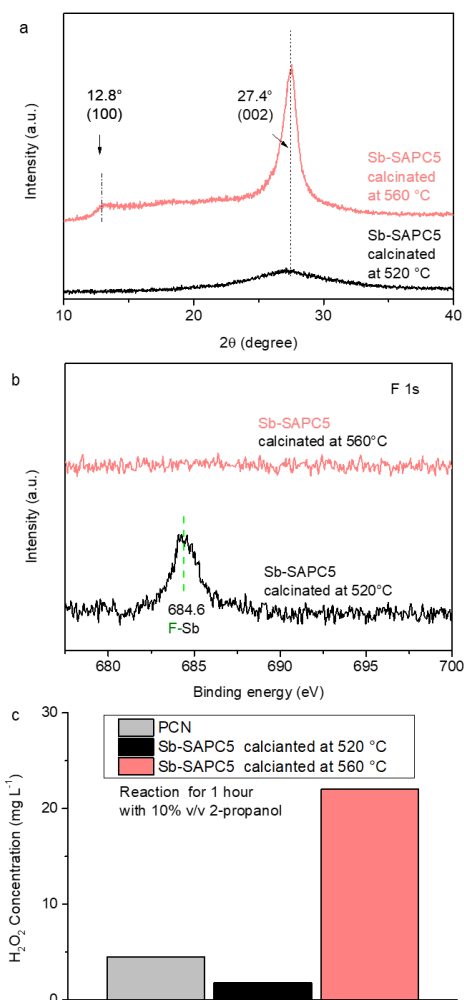 a
Intensity (a.u.)
12.8°
(100)
27.4°
(002)
Sb-SAPC5
calcinated
at 560 °C
Sb-SAPC5
calcinated
at 520 °C
10 20 30 40
2θ (degree)
b
Intensity (a.u.)
F 1s
Sb-SAPC5
calcinated at 560°C
684.6
F-Sb
Sb-SAPC5
calcinated at 520°C
680 685 690 695 700
Binding energy (eV)
c
H₂O₂ Concentration (mg L⁻¹)
30
20
10
0
PCN
Sb-SAPC5 calcianted at 520 °C
Sb-SAPC5 calcianted at 560 °C
Reaction for 1 hour
with 10% v/v 2-propanol